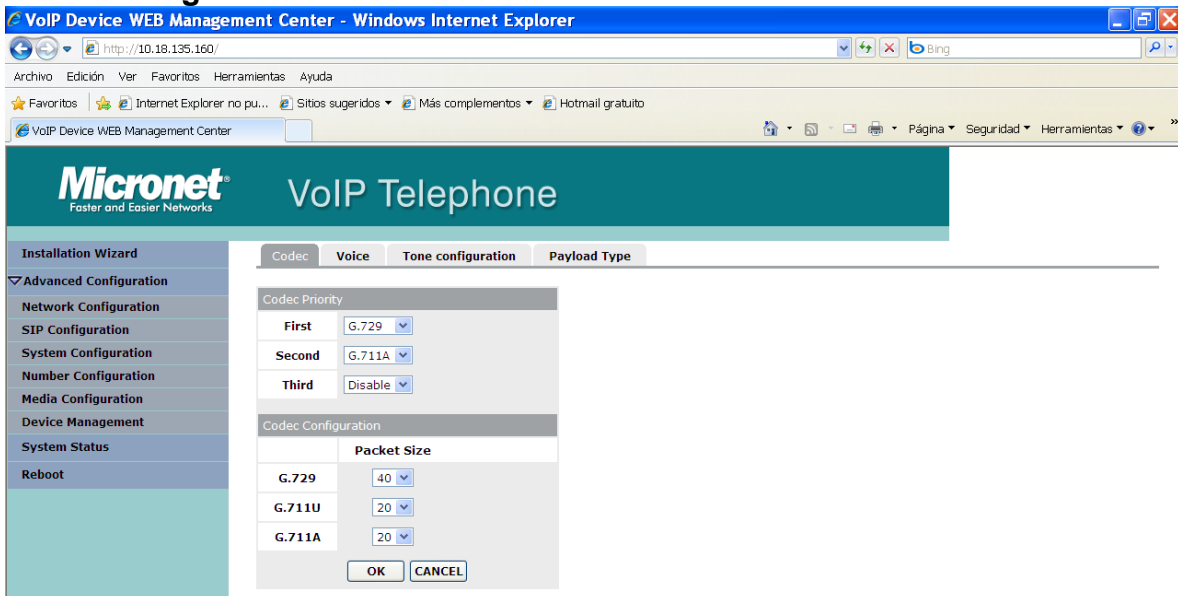 VoIP Device WEB Management Center - Windows Internet Explorer
http://10.18.135.160/
Bing
Archivo Edición Ver Favoritos Herramientas Ayuda
Favoritos Internet Explorer no pu... Sitios sugeridos Más complementos Hotmail gratuito
VoIP Device WEB Management Center
Página Seguridad Herramientas »
Micronet®
Faster and Easier Networks
VoIP Telephone
Installation Wizard
Advanced Configuration
Network Configuration
SIP Configuration
System Configuration
Number Configuration
Media Configuration
Device Management
System Status
Reboot
Codec Voice Tone configuration Payload Type
Codec Priority
First G.729
Second G.711A
Third Disable
Codec Configuration
Packet Size
G.729 40
G.711U 20
G.711A 20
OK CANCEL